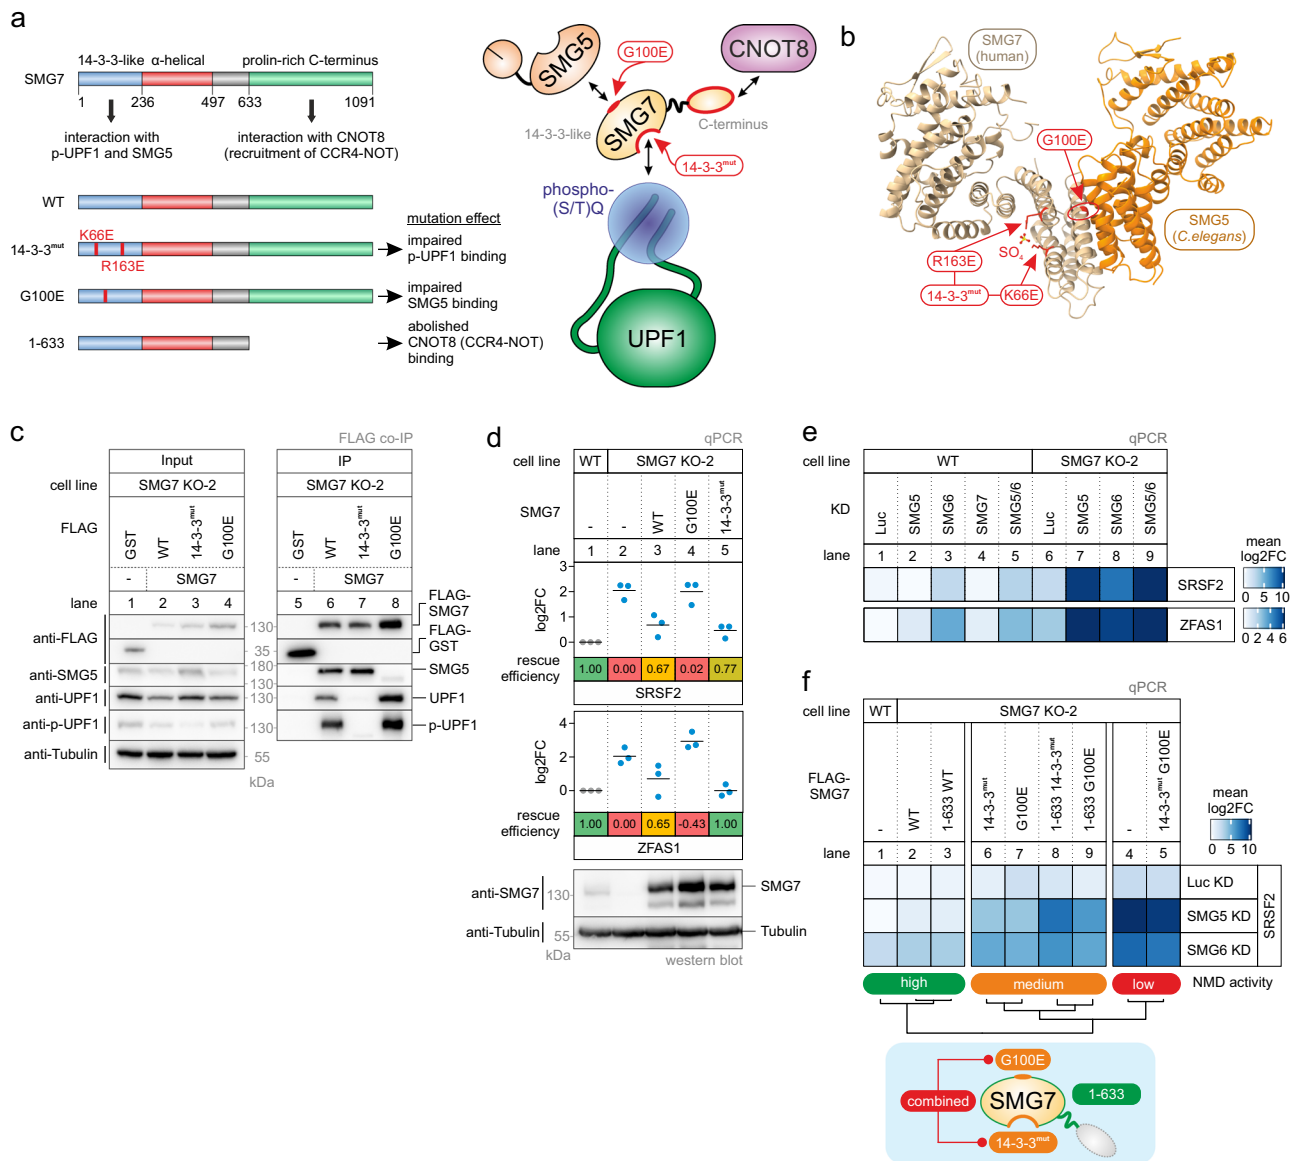 a
14-3-3-like α-helical prolin-rich C-terminus
SMG7
1 236 497 633 1091
interaction with
p-UPF1 and SMG5
interaction with CNOT8
(recruitment of CCR4-NOT)
WT
mutation effect
K66E
14-3-3mut
R163E
impaired
p-UPF1 binding
G100E
impaired
SMG5 binding
1-633
abolished
CNOT8 (CCR4-NOT)
binding
SMG5
G100E
CNOT8
SMG7
14-3-3-like
C-terminus
14-3-3mut
phospho-
(S/T)Q
UPF1
b
SMG7
(human)
G100E
SMG5
(C.elegans)
R163E
SO4
14-3-3mut
K66E
c
FLAG co-IP
Input IP
cell line SMG7 KO-2 SMG7 KO-2
FLAG GST WT 14-3-3mut G100E GST WT 14-3-3mut G100E
- SMG7 - SMG7
lane 1 2 3 4 5 6 7 8
FLAG-
SMG7
anti-FLAG 130 130
FLAG-
GST
35 35
anti-SMG5 180 180 SMG5
130 130
anti-UPF1 130 130 UPF1
anti-p-UPF1 130 p-UPF1
anti-Tubulin 55
kDa
d
qPCR
cell line WT SMG7 KO-2
SMG7 - - WT G100E 14-3-3mut
lane 1 2 3 4 5
log2FC
3
2
1
0
rescue
efficiency
1.00 0.00 0.67 0.02 0.77
SRSF2
log2FC
4
2
0
rescue
efficiency
1.00 0.00 0.65 -0.43 1.00
ZFAS1
anti-SMG7 130 SMG7
anti-Tubulin 55 Tubulin
kDa western blot
e
qPCR
cell line WT SMG7 KO-2
KD Luc SMG5 SMG6 SMG7 SMG5/6 Luc SMG5 SMG6 SMG5/6
lane 1 2 3 4 5 6 7 8 9
mean
log2FC
SRSF2
0 5 10
ZFAS1
0 2 4 6
f
qPCR
cell line WT SMG7 KO-2
FLAG-
SMG7
- WT 1-633 WT 14-3-3mut G100E 1-633 14-3-3mut 1-633 G100E - 14-3-3mut G100E
mean
log2FC
0 5 10
lane 1 2 3 6 7 8 9 4 5
Luc KD
SMG5 KD
SMG6 KD
SRSF2
high medium low NMD activity
G100E
combined
SMG7
1-633
14-3-3mut